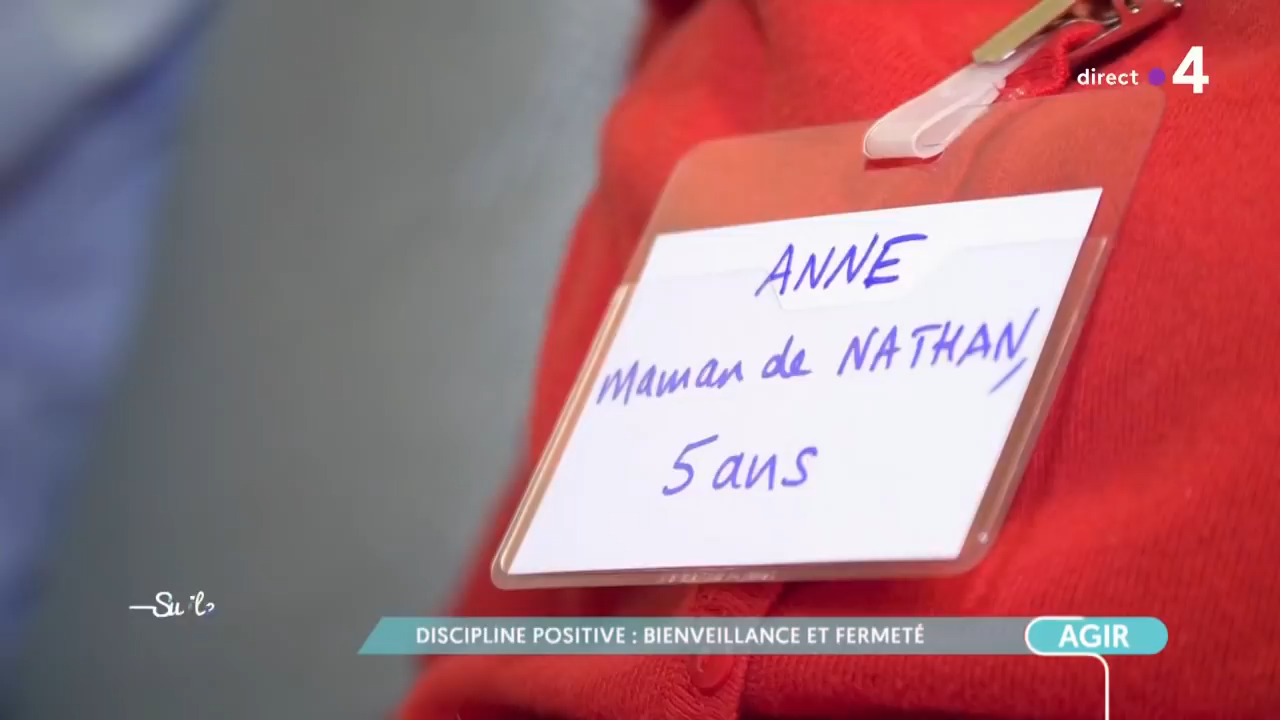 direct 4
ANNE
Maman de NATHAN,
5 ans
DISCIPLINE POSITIVE : BIENVEILLANCE ET FERMETÉ
AGIR